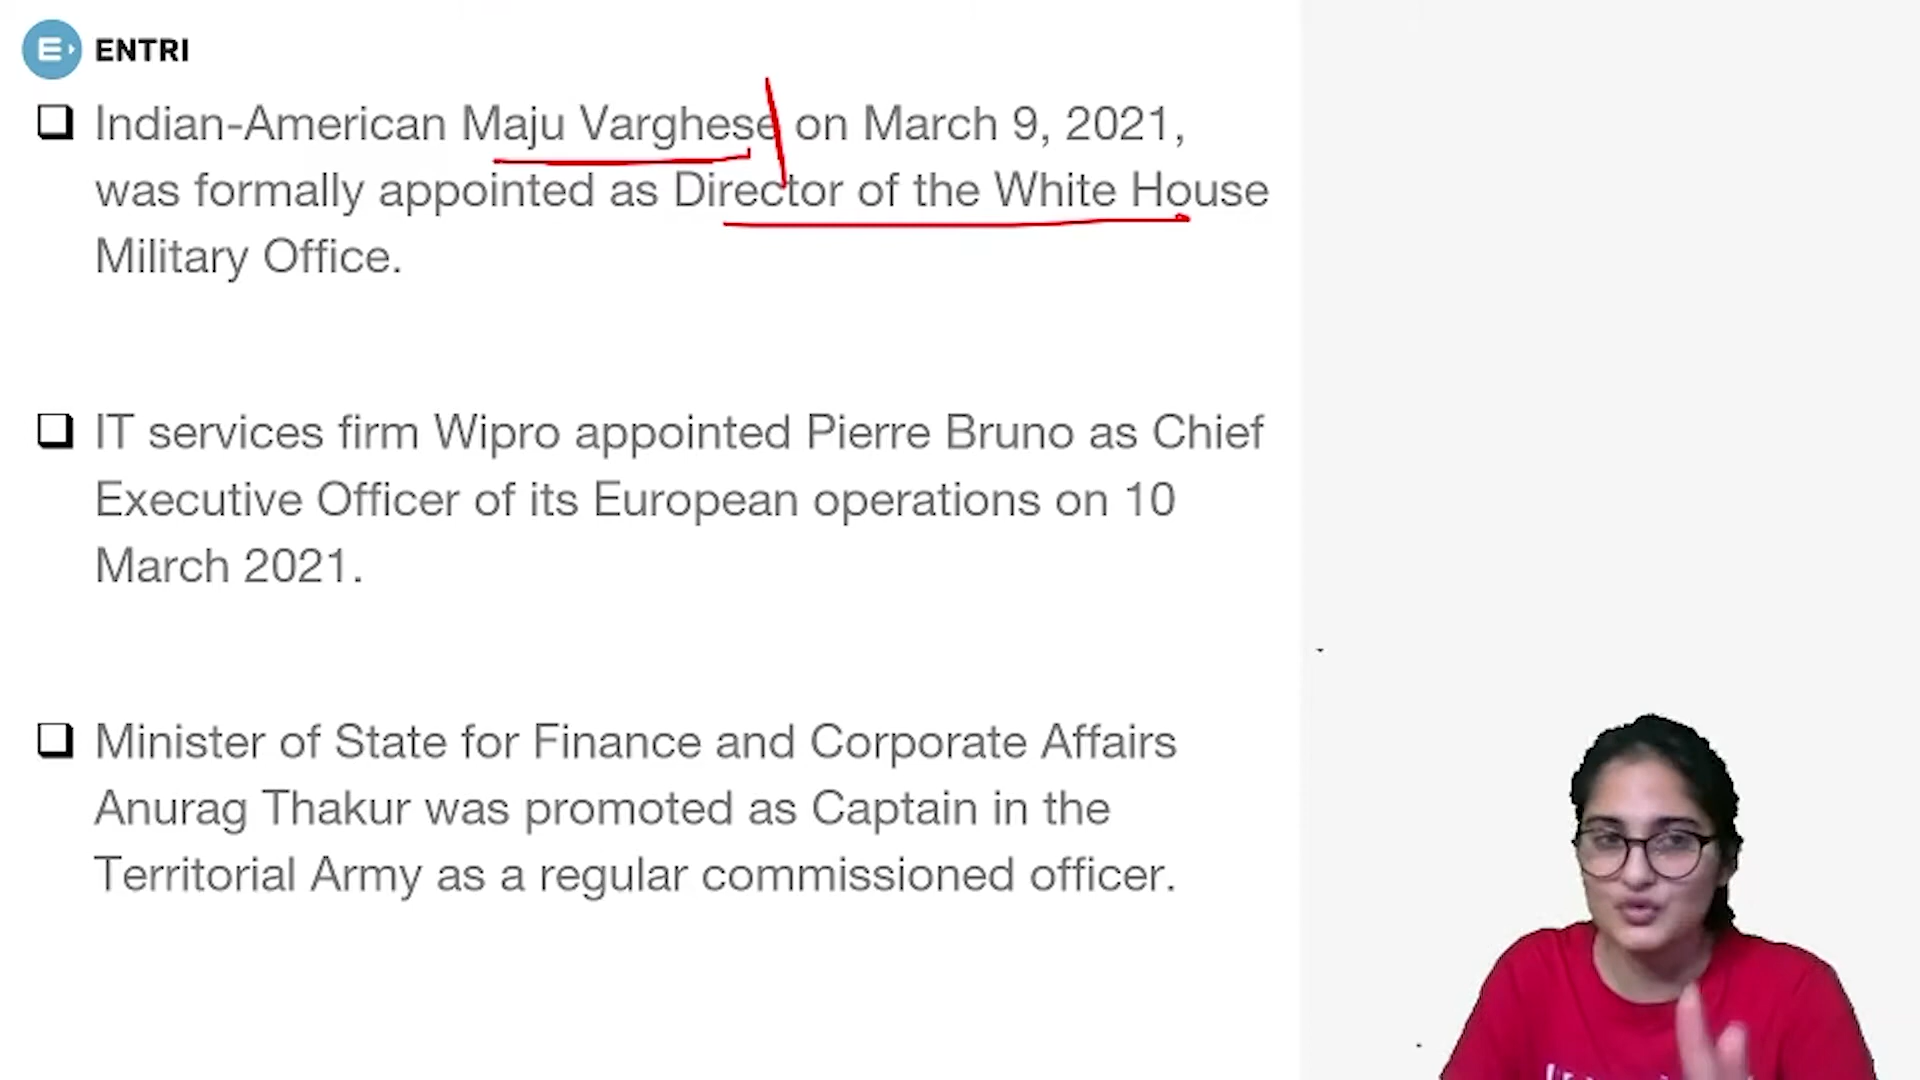 ENTRI
Indian-American Maju Varghese on March 9, 2021,
was formally appointed as Director of the White House
Military Office.
IT services firm Wipro appointed Pierre Bruno as Chief
Executive Officer of its European operations on 10
March 2021.
Minister of State for Finance and Corporate Affairs
Anurag Thakur was promoted as Captain in the
Territorial Army as a regular commissioned officer.